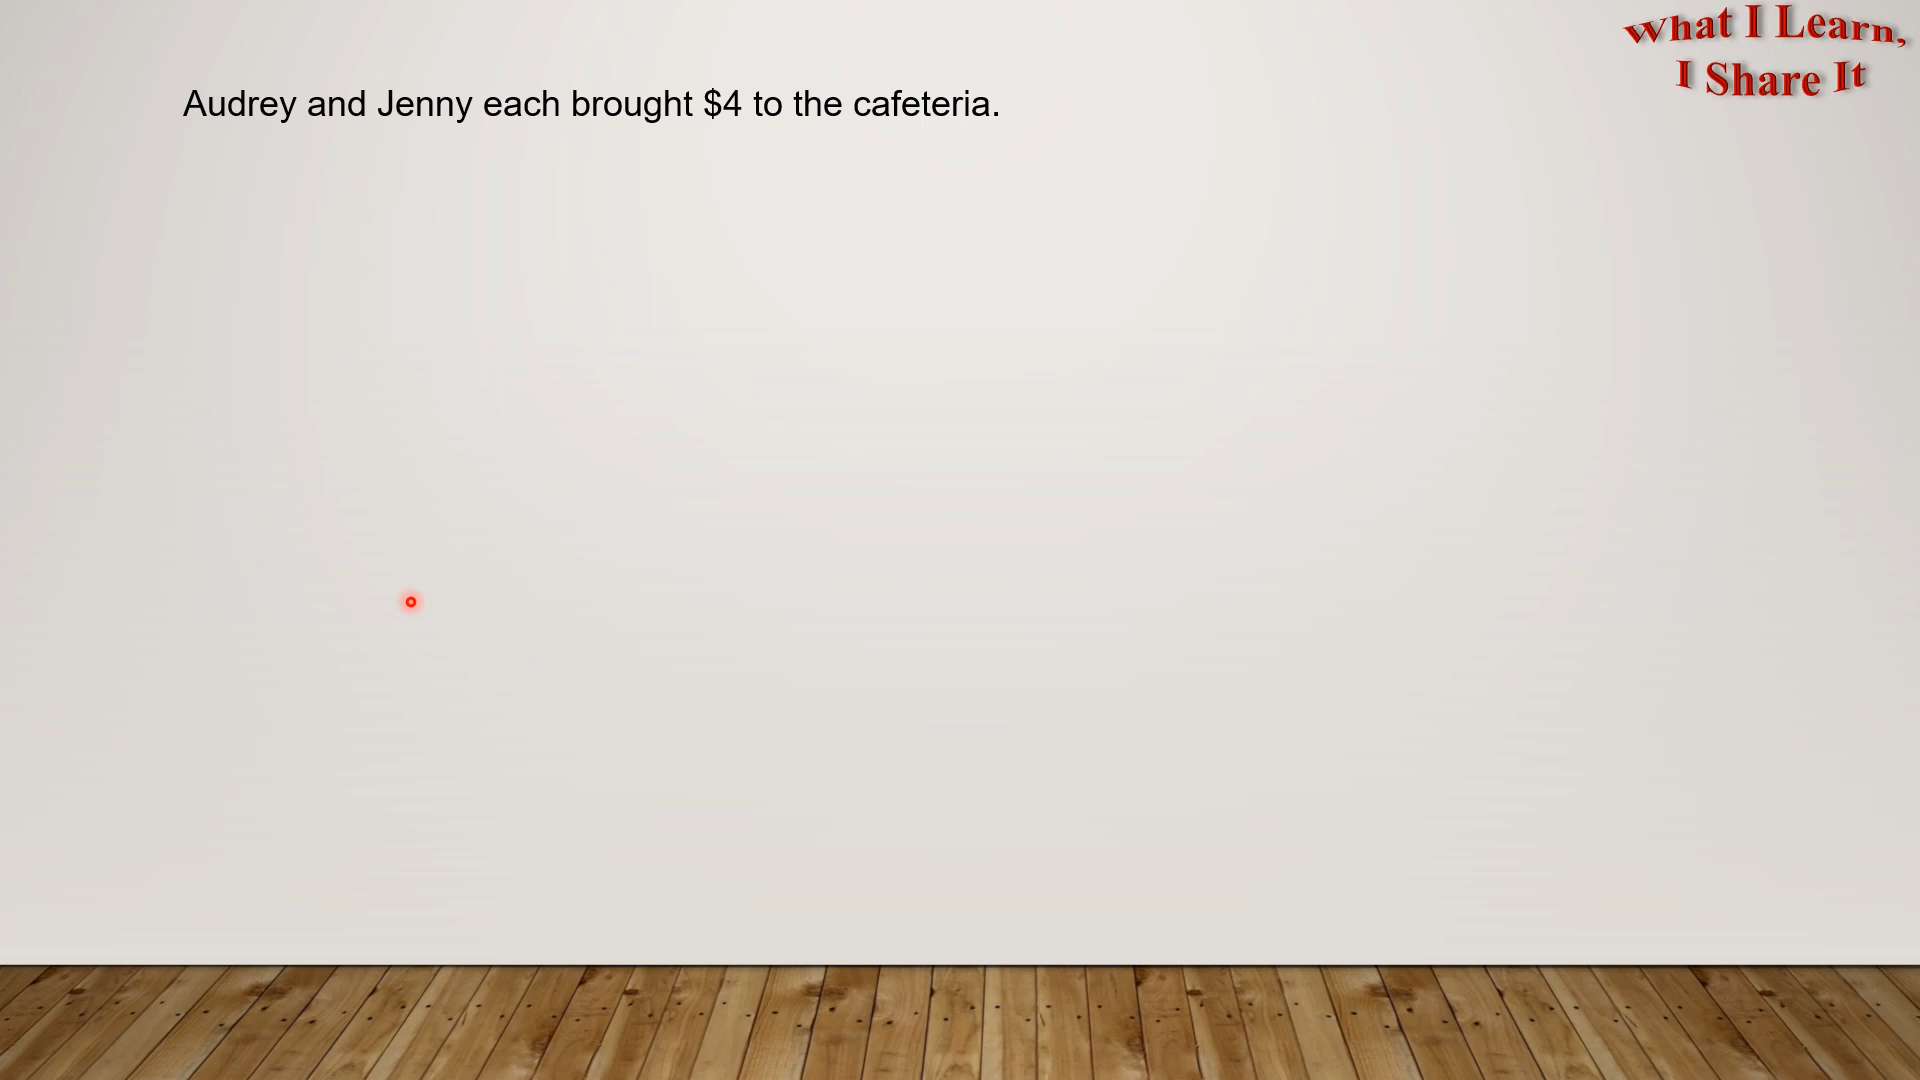 What I Learn,
I Share It
Audrey and Jenny each brought $4 to the cafeteria.